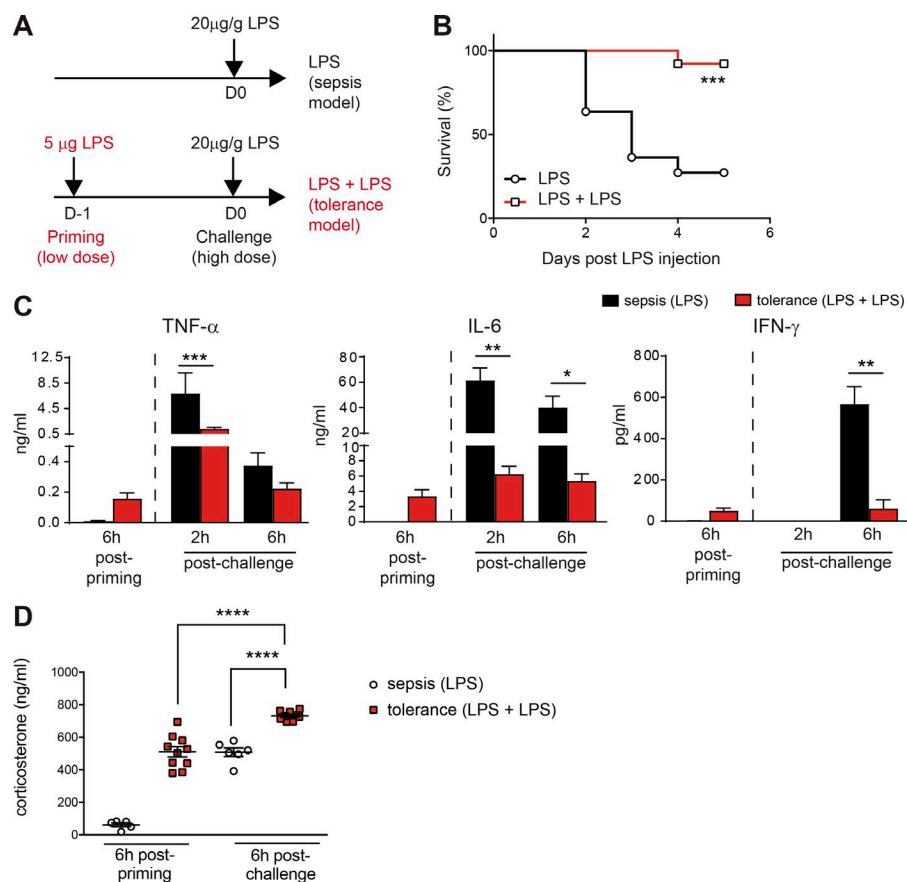 A
20μg/g LPS
D0
LPS
(sepsis
model)
5 μg LPS
20μg/g LPS
D-1
D0
Priming
(low dose)
Challenge
(high dose)
LPS + LPS
(tolerance
model)
B
Survival (%)
100
50
0
0 2 4 6
Days post LPS injection
LPS
LPS + LPS
***
C
sepsis (LPS)
tolerance (LPS + LPS)
TNF-α
ng/ml
12.5
8.5
4.5
0.5
0.4
0.2
0.0
***
6h 2h 6h
post-
priming
post-challenge
IL-6
ng/ml
100
60
20
10
8
6
4
2
0
**
*
6h 2h 6h
post-
priming
post-challenge
IFN-γ
pg/ml
800
600
400
200
0
**
6h 2h 6h
post-
priming
post-challenge
D
corticosterone (ng/ml)
1000
800
600
400
200
0
****
****
6h post-
priming
6h post-
challenge
sepsis (LPS)
tolerance (LPS + LPS)